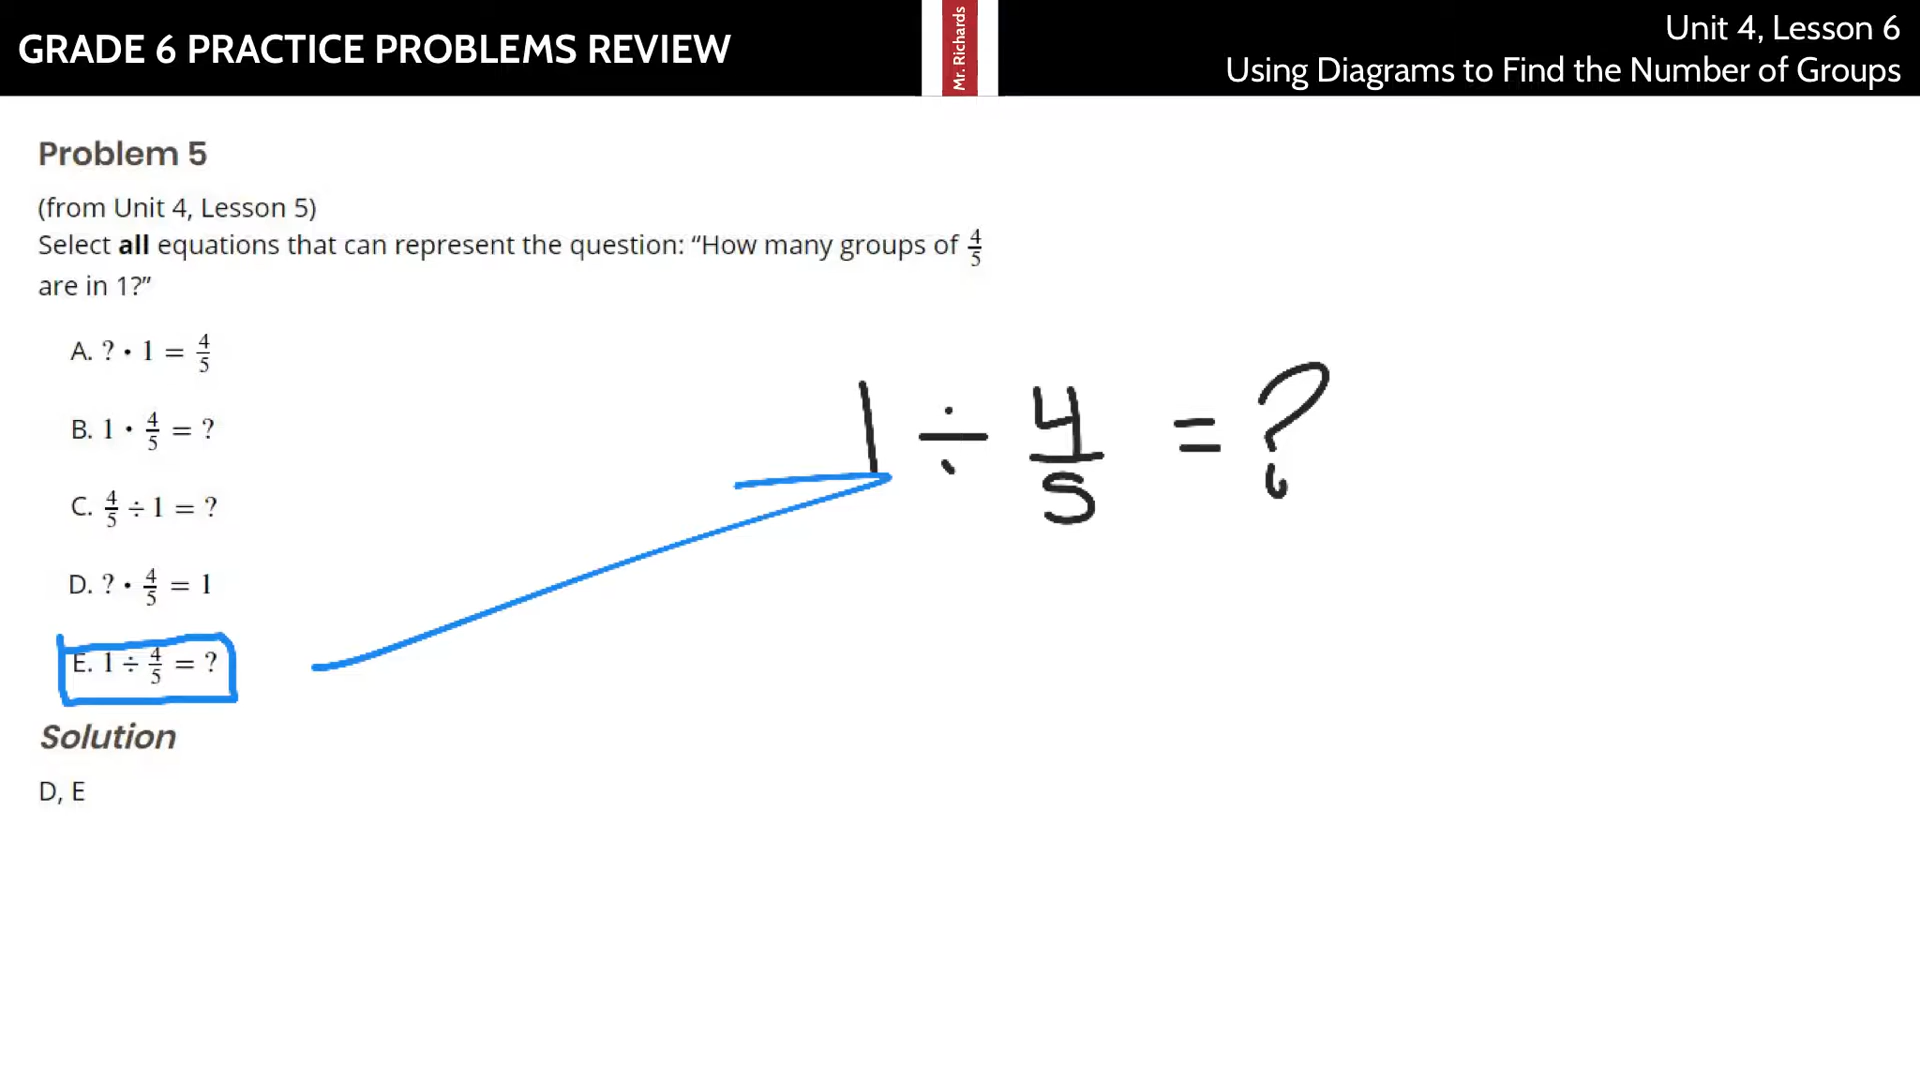 GRADE 6 PRACTICE PROBLEMS REVIEW
Mr. Richards
Unit 4, Lesson 6
Using Diagrams to Find the Number of Groups
Problem 5
(from Unit 4, Lesson 5)
Select all equations that can represent the question: “How many groups of 4/5
are in 1?”
A. ? • 1 = 4/5
B. 1 • 4/5 = ?
C. 4/5 ÷ 1 = ?
D. ? • 4/5 = 1
E. 1 ÷ 4/5 = ?
1 ÷ 4/5 = ?
Solution
D, E